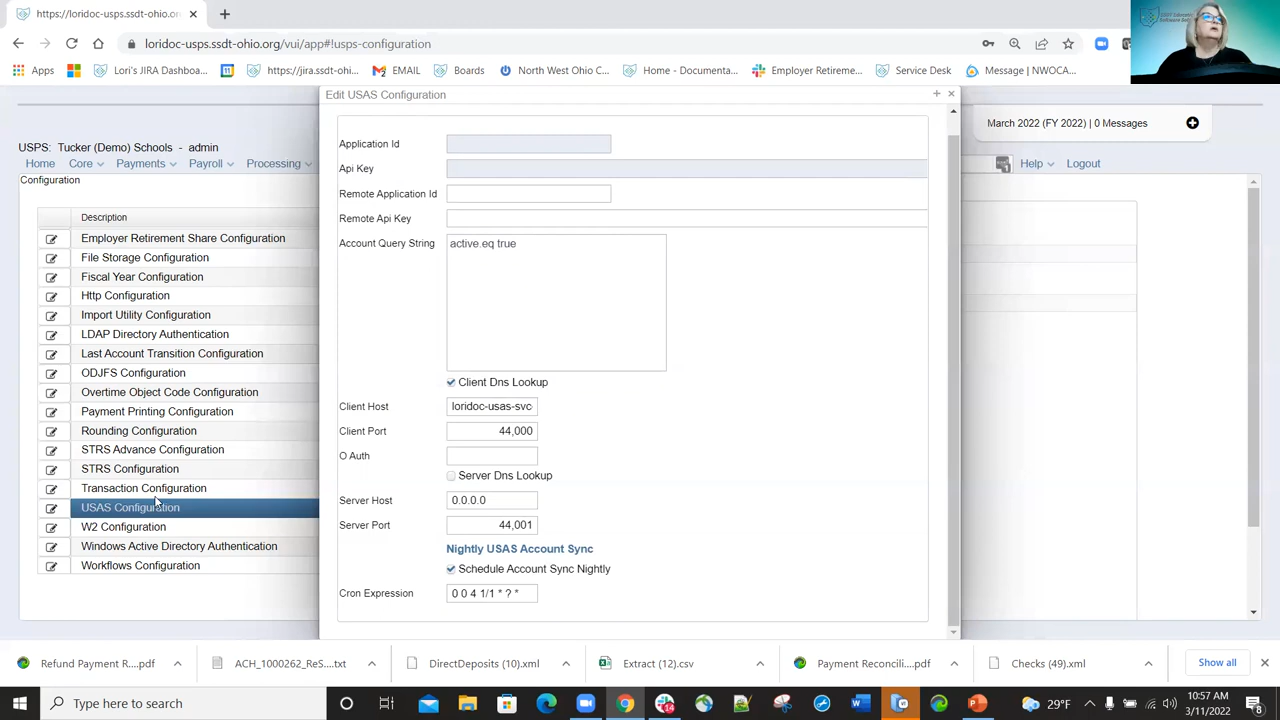 https://loridoc-usps.ssdt-ohio.or
loridoc-usps.ssdt-ohio.org/vui/app#!usps-configuration
Apps
Lori's JIRA Dashboa...
https://jira.ssdt-ohi...
EMAIL
Boards
North West Ohio C...
Home - Documenta...
Employer Retireme...
Service Desk
Message | NWOCA...
Edit USAS Configuration
March 2022 (FY 2022) | 0 Messages
USPS: Tucker (Demo) Schools - admin
Home
Core
Payments
Payroll
Processing
Help
Logout
Configuration
Description
Employer Retirement Share Configuration
File Storage Configuration
Fiscal Year Configuration
Http Configuration
Import Utility Configuration
LDAP Directory Authentication
Last Account Transition Configuration
ODJFS Configuration
Overtime Object Code Configuration
Payment Printing Configuration
Rounding Configuration
STRS Advance Configuration
STRS Configuration
Transaction Configuration
USAS Configuration
W2 Configuration
Windows Active Directory Authentication
Workflows Configuration
Application Id
Api Key
Remote Application Id
Remote Api Key
Account Query String
active.eq true
Client Dns Lookup
Client Host
loridoc-usas-svc
Client Port
44,000
O Auth
Server Dns Lookup
Server Host
0.0.0.0
Server Port
44,001
Nightly USAS Account Sync
Schedule Account Sync Nightly
Cron Expression
0 0 4 1/1 * ? *
Refund Payment R....pdf
ACH_1000262_ReS....txt
DirectDeposits (10).xml
Extract (12).csv
Payment Reconcili....pdf
Checks (49).xml
Show all
Type here to search
14
29°F
8
10:57 AM
3/11/2022